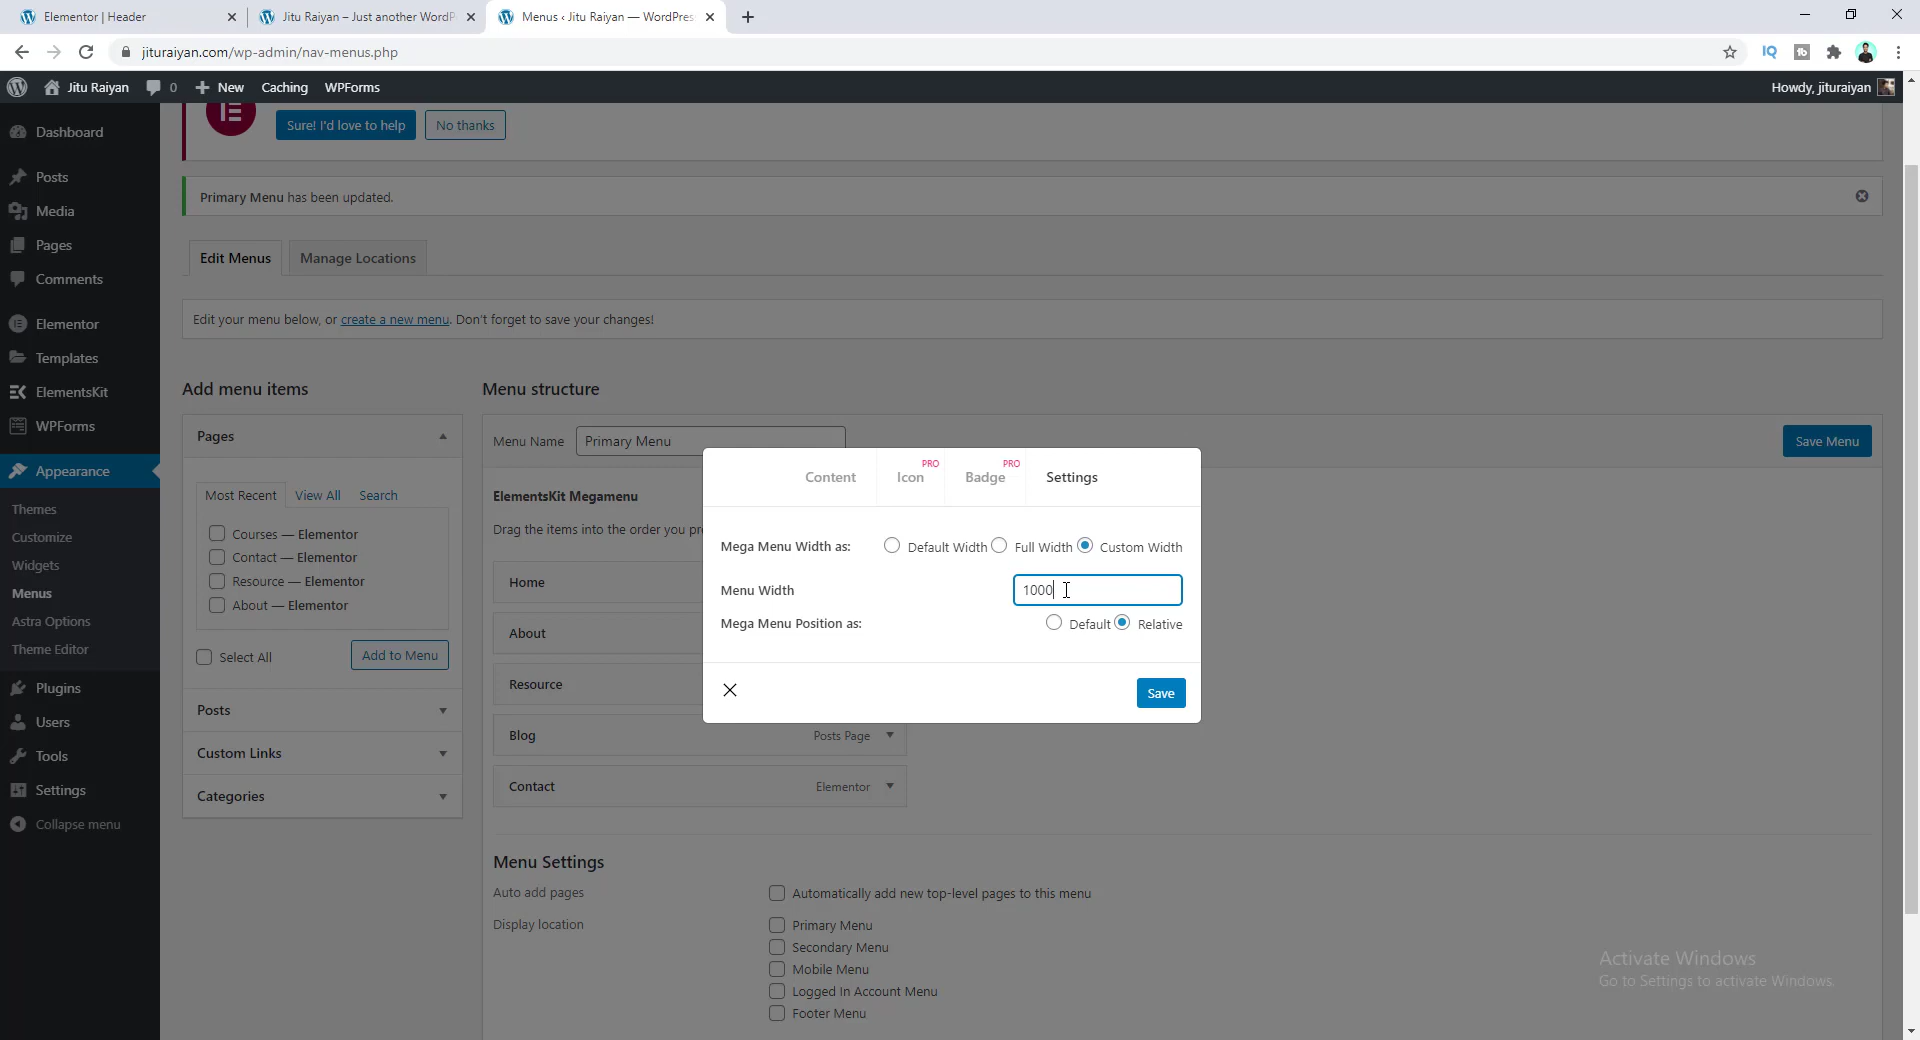 Elementor | Header
Jitu Raiyan – Just another WordP
Menus ‹ Jitu Raiyan — WordPres
jituraiyan.com/wp-admin/nav-menus.php
Jitu Raiyan 0 New Caching WPForms
Howdy, jituraiyan
Dashboard
Posts
Media
Pages
Comments
Elementor
Templates
ElementsKit
WPForms
Appearance
Themes
Customize
Widgets
Menus
Astra Options
Theme Editor
Plugins
Users
Tools
Settings
Collapse menu
Sure! I'd love to help
No thanks
Primary Menu has been updated.
Edit Menus
Manage Locations
Edit your menu below, or create a new menu. Don't forget to save your changes!
Add menu items
Pages
Most Recent View All Search
Courses — Elementor
Contact — Elementor
Resource — Elementor
About — Elementor
Select All
Add to Menu
Posts
Custom Links
Categories
Menu structure
Menu Name Primary Menu
Save Menu
ElementsKit Megamenu
Drag the items into the order you pr
Home
About
Resource
Blog Posts Page
Contact Elementor
Content
Icon PRO
Badge PRO
Settings
Mega Menu Width as: Default Width Full Width Custom Width
Menu Width 1000
Mega Menu Position as: Default Relative
Save
Menu Settings
Auto add pages
Automatically add new top-level pages to this menu
Display location
Primary Menu
Secondary Menu
Mobile Menu
Logged In Account Menu
Footer Menu
Activate Windows
Go to Settings to activate Windows.